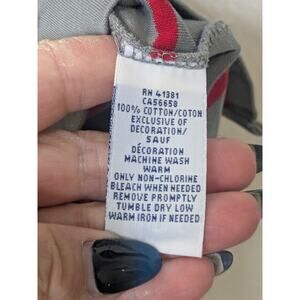 RN 41381
CA56658
100% COTTON/COTON
EXCLUSIVE OF
DECORATION/
SAUF
DÉCORATION
MACHINE WASH
WARM
ONLY NON-CHLORINE
BLEACH WHEN NEEDED
REMOVE PROMPTLY
TUMBLE DRY LOW
WARM IRON IF NEEDED